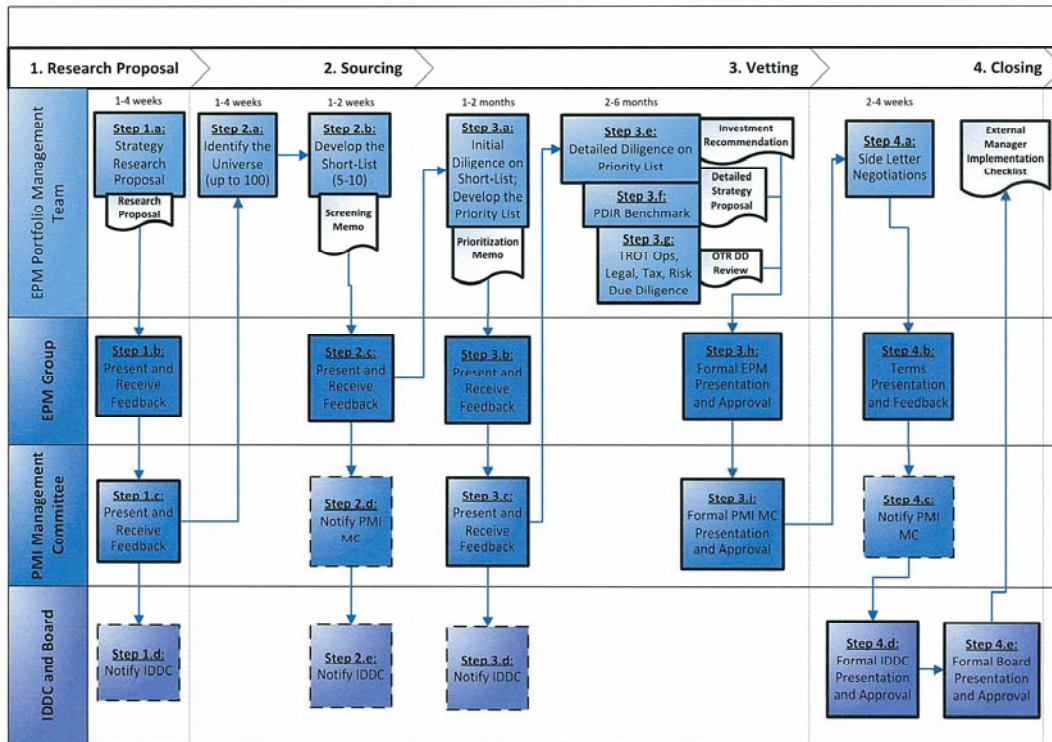 1. Research Proposal
2. Sourcing
3. Vetting
4. Closing
EPM Portfolio Management
Team
1-4 weeks
1-4 weeks
1-2 weeks
1-2 months
2-6 months
2-4 weeks
Step 1.a:
Strategy
Research
Proposal
Research
Proposal
Step 2.a:
Identify the
Universe
(up to 100)
Step 2.b:
Develop the
Short-List
(5-10)
Screening
Memo
Step 3.a:
Initial
Diligence on
Short-List;
Develop the
Priority List
Prioritization
Memo
Step 3.e:
Detailed Diligence on
Priority List
Step 3.f:
PDIR Benchmark
Step 3.g:
TROT Ops,
Legal, Tax, Risk
Due Diligence
Investment
Recommendation
Detailed
Strategy
Proposal
OTR DD
Review
Step 4.a:
Side Letter
Negotiations
External
Manager
Implementation
Checklist
EPM Group
Step 1.b:
Present and
Receive
Feedback
Step 2.c:
Present and
Receive
Feedback
Step 3.b:
Present and
Receive
Feedback
Step 3.h:
Formal EPM
Presentation
and Approval
Step 4.b:
Terms
Presentation
and Feedback
PMI Management
Committee
Step 1.c:
Present and
Receive
Feedback
Step 2.d:
Notify PMI
MC
Step 3.c:
Present and
Receive
Feedback
Step 3.i:
Formal PMI MC
Presentation
and Approval
Step 4.c:
Notify PMI
MC
IDDC and Board
Step 1.d:
Notify IDDC
Step 2.e:
Notify IDDC
Step 3.d:
Notify IDDC
Step 4.d:
Formal IDDC
Presentation
and Approval
Step 4.e:
Formal Board
Presentation
and Approval